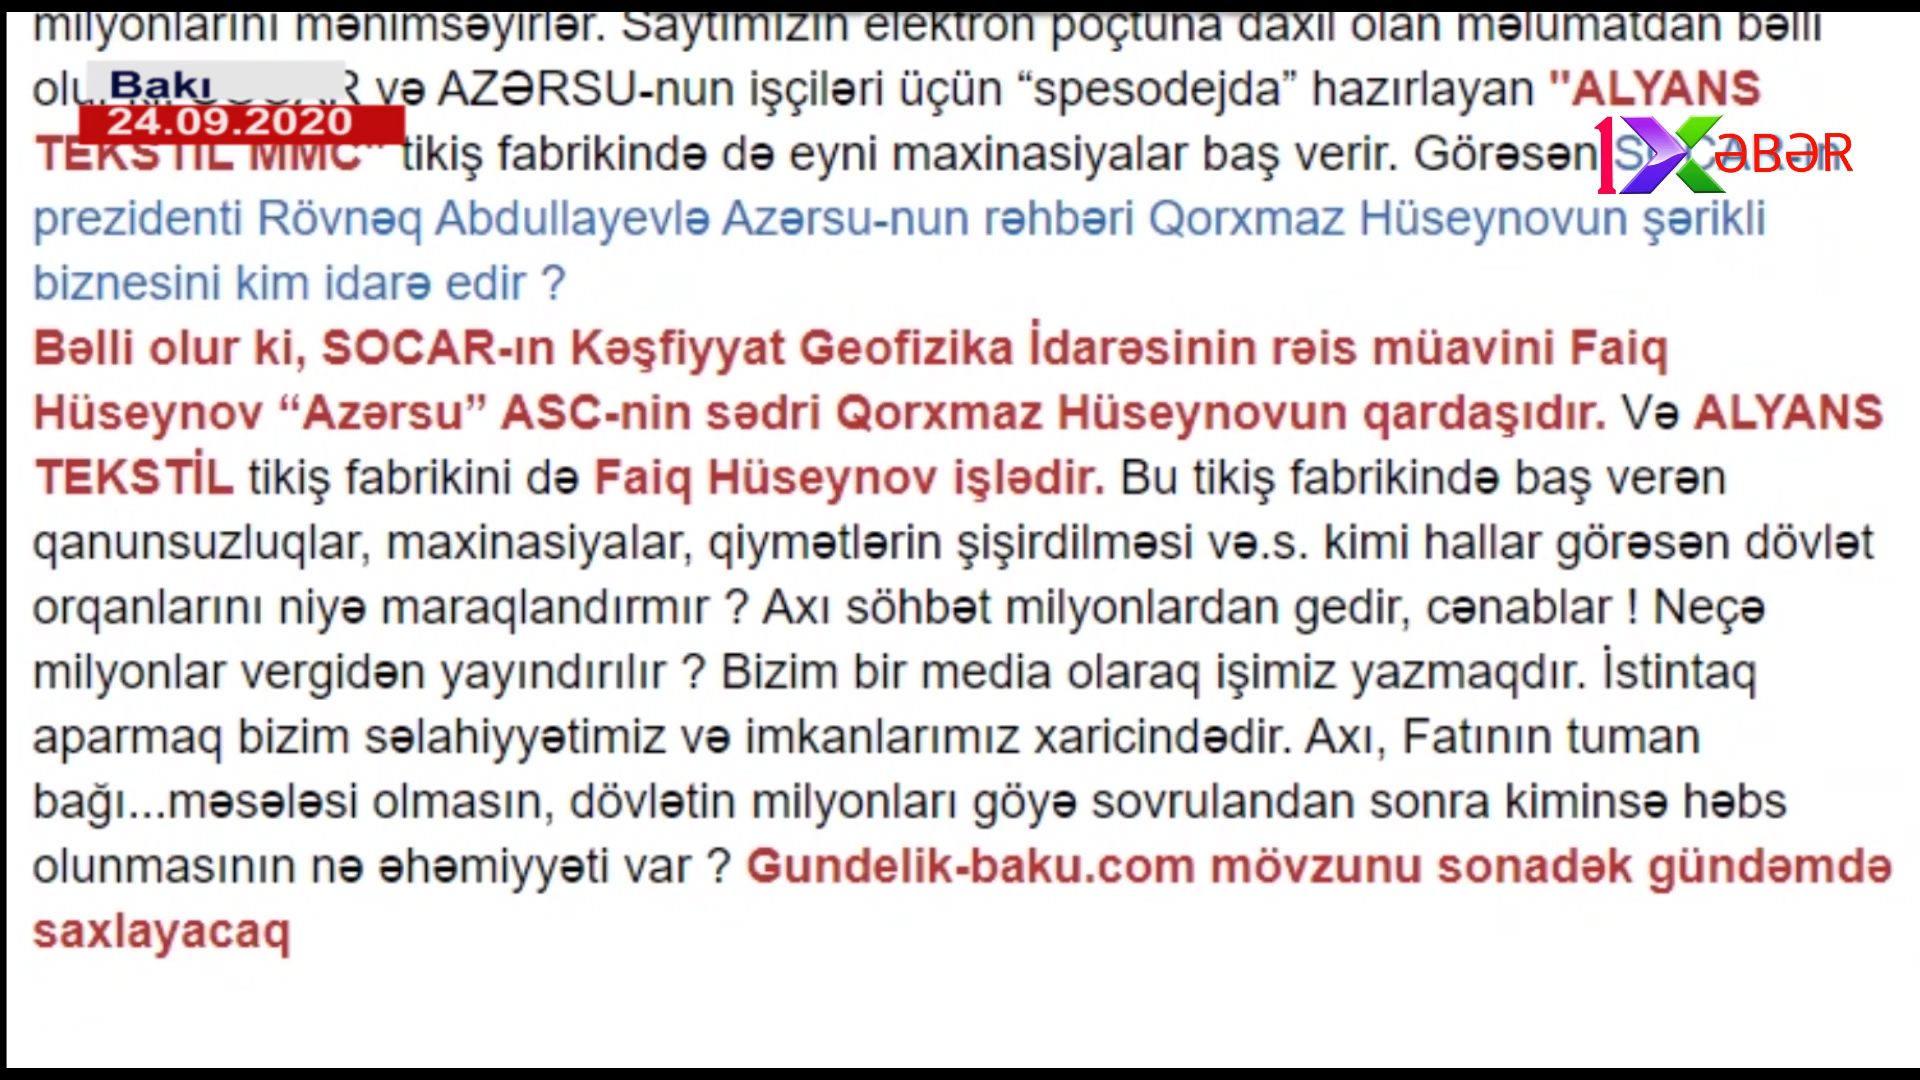 milyonlarını mənimsəyirlər. Saytımızın elektron poçtuna daxil olan məlumatdan bəlli
Bakı
və AZƏRSU-nun işçiləri üçün “spesodejda” hazırlayan "ALYANS
24.09.2020
TEKSTİL MMC" tikiş fabrikində də eyni maxinasiyalar baş verir. Görəsən SOCAR-ın
1XƏBƏR
prezidenti Rövnəq Abdullayevlə Azərsu-nun rəhbəri Qorxmaz Hüseynovun şərikli
biznesini kim idarə edir ?
Bəlli olur ki, SOCAR-ın Kəşfiyyat Geofizika İdarəsinin rəis müavini Faiq
Hüseynov “Azərsu” ASC-nin sədri Qorxmaz Hüseynovun qardaşıdır. Və ALYANS
TEKSTİL tikiş fabrikini də Faiq Hüseynov işlədir. Bu tikiş fabrikində baş verən
qanunsuzluqlar, maxinasiyalar, qiymətlərin şişirdilməsi və.s. kimi hallar görəsən dövlət
orqanlarını niyə maraqlandırmır ? Axı söhbət milyonlardan gedir, cənablar ! Neçə
milyonlar vergidən yayındırılır ? Bizim bir media olaraq işimiz yazmaqdır. İstintaq
aparmaq bizim səlahiyyətimiz və imkanlarımız xaricindədir. Axı, Fatının tuman
bağı...məsələsi olmasın, dövlətin milyonları göyə sovrulandan sonra kiminsə həbs
olunmasının nə əhəmiyyəti var ? Gundelik-baku.com mövzunu sonadək gündəmdə
saxlayacaq